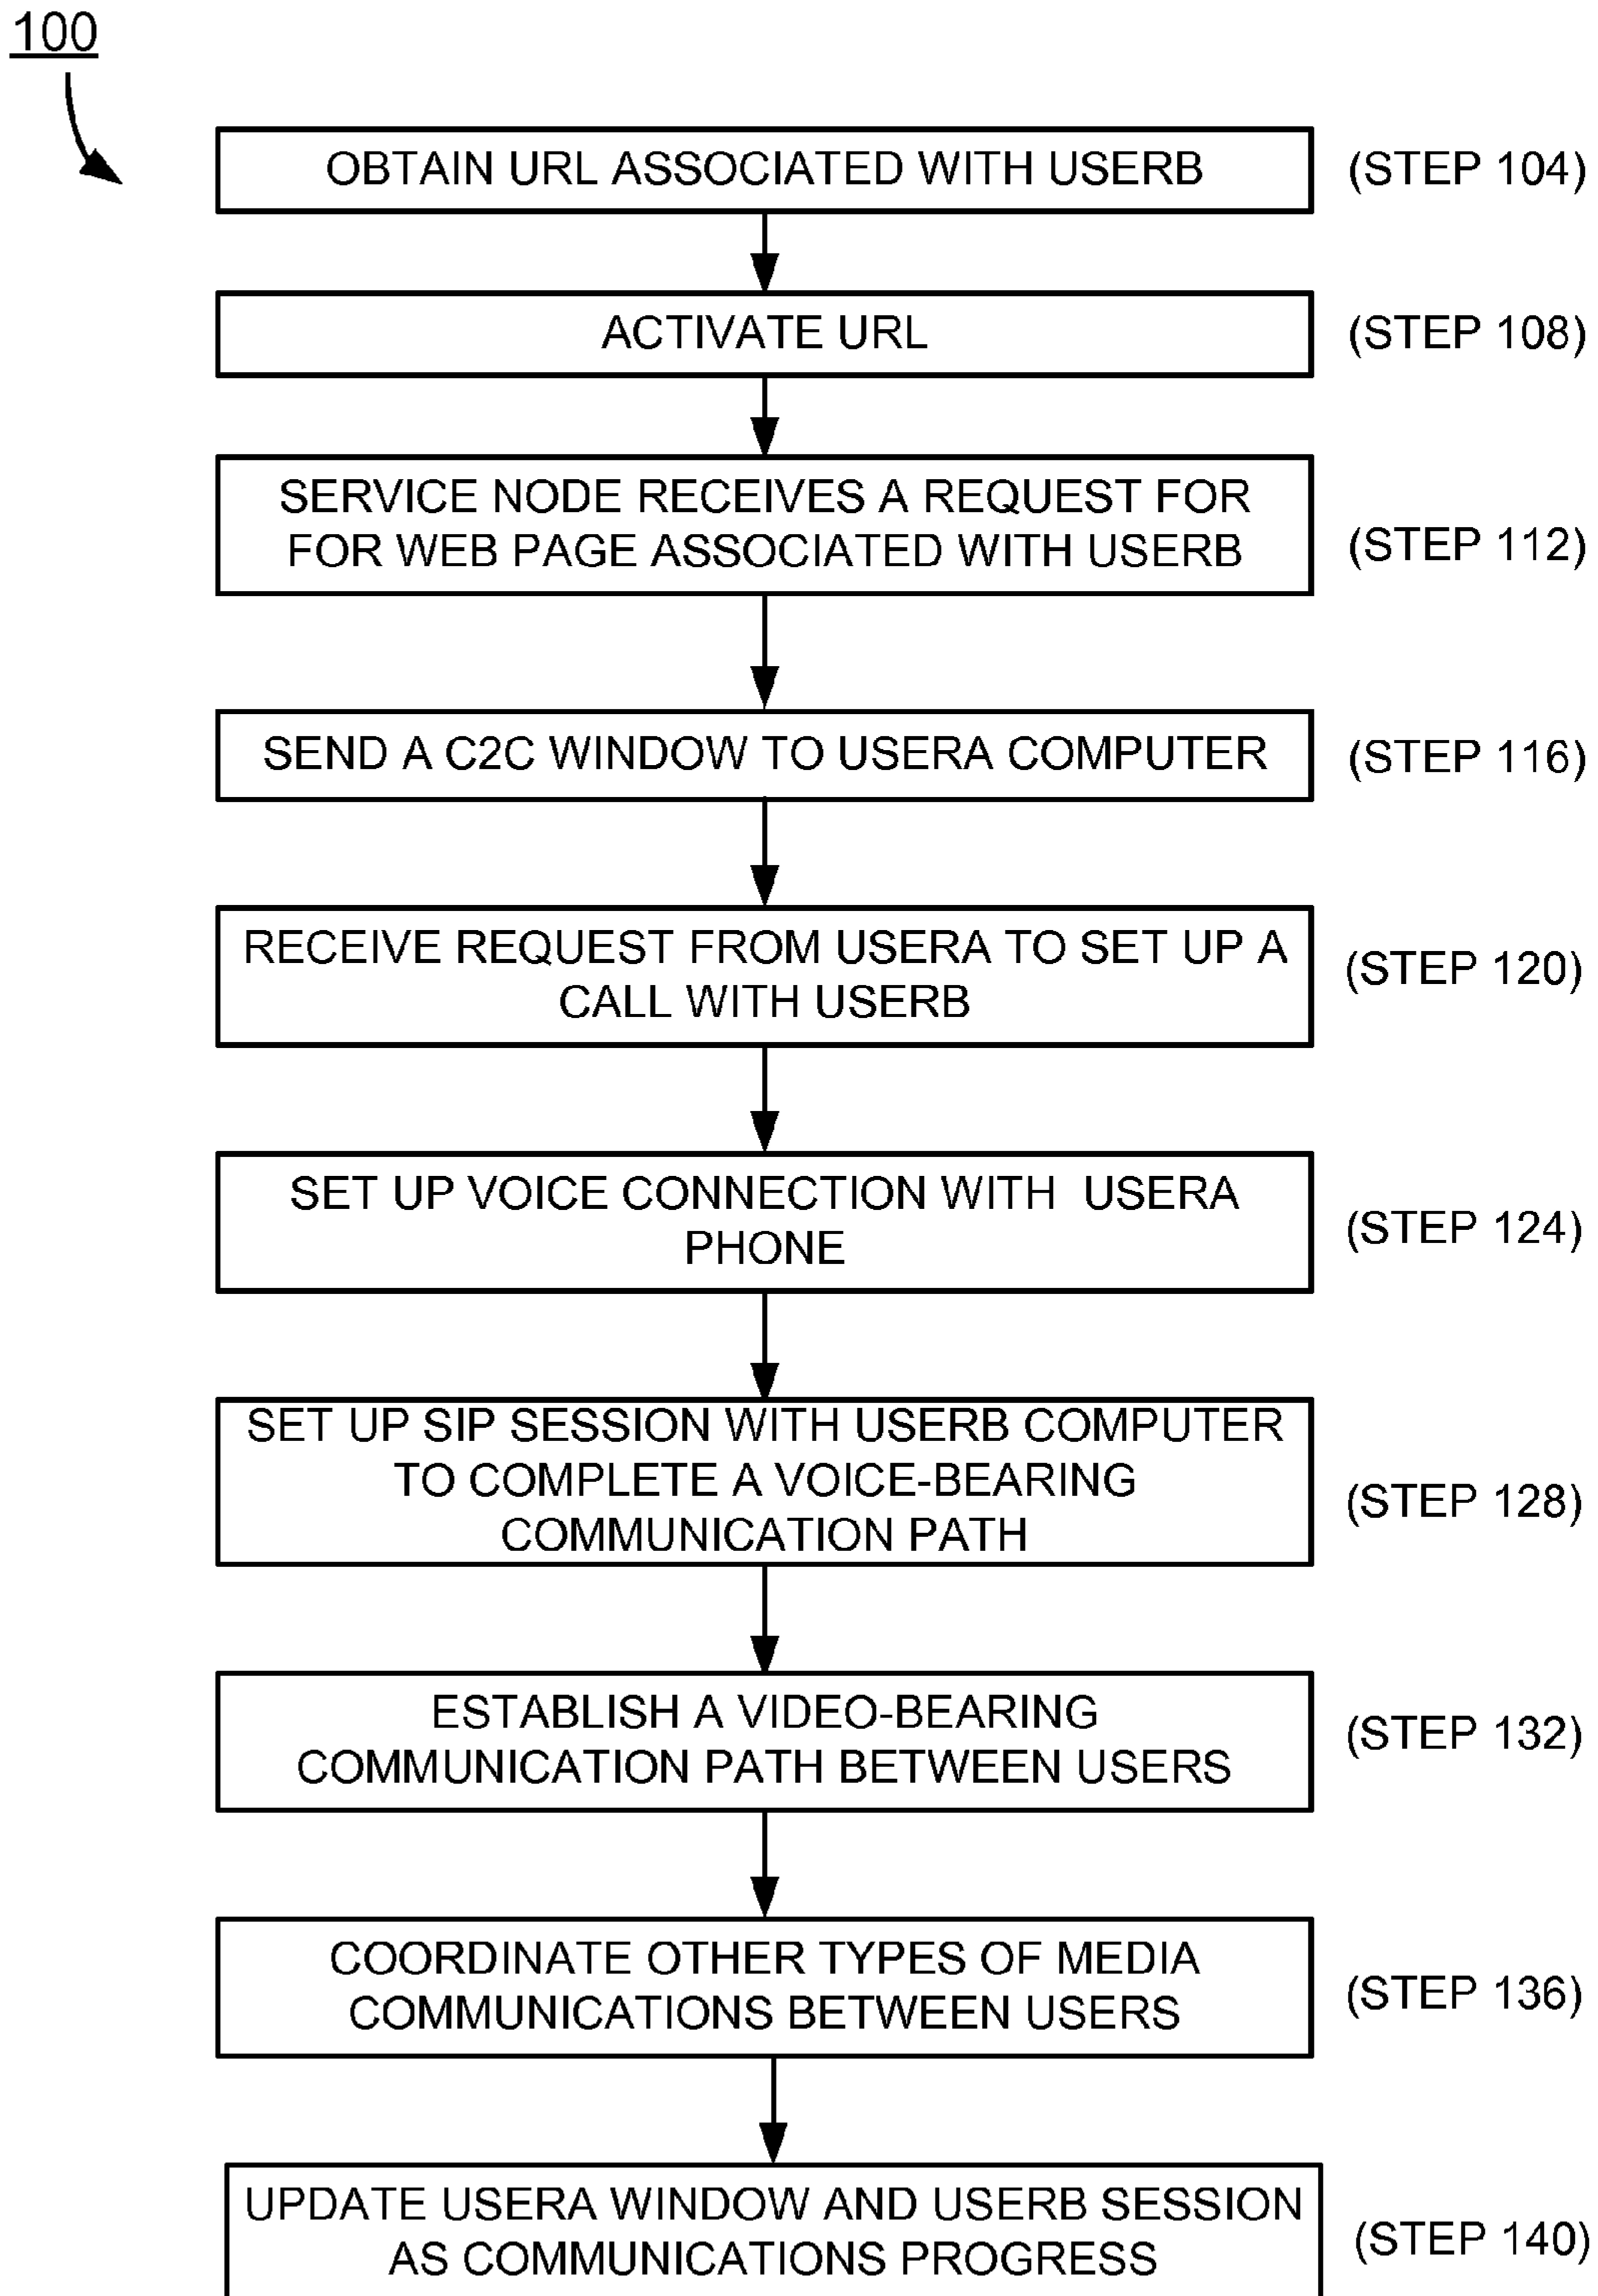 100
OBTAIN URL ASSOCIATED WITH USERB
(STEP 104)
ACTIVATE URL
(STEP 108)
SERVICE NODE RECEIVES A REQUEST FOR
FOR WEB PAGE ASSOCIATED WITH USERB
(STEP 112)
SEND A C2C WINDOW TO USERA COMPUTER
(STEP 116)
RECEIVE REQUEST FROM USERA TO SET UP A
CALL WITH USERB
(STEP 120)
SET UP VOICE CONNECTION WITH USERA
PHONE
(STEP 124)
SET UP SIP SESSION WITH USERB COMPUTER
TO COMPLETE A VOICE-BEARING
COMMUNICATION PATH
(STEP 128)
ESTABLISH A VIDEO-BEARING
COMMUNICATION PATH BETWEEN USERS
(STEP 132)
COORDINATE OTHER TYPES OF MEDIA
COMMUNICATIONS BETWEEN USERS
(STEP 136)
UPDATE USERA WINDOW AND USERB SESSION
AS COMMUNICATIONS PROGRESS
(STEP 140)